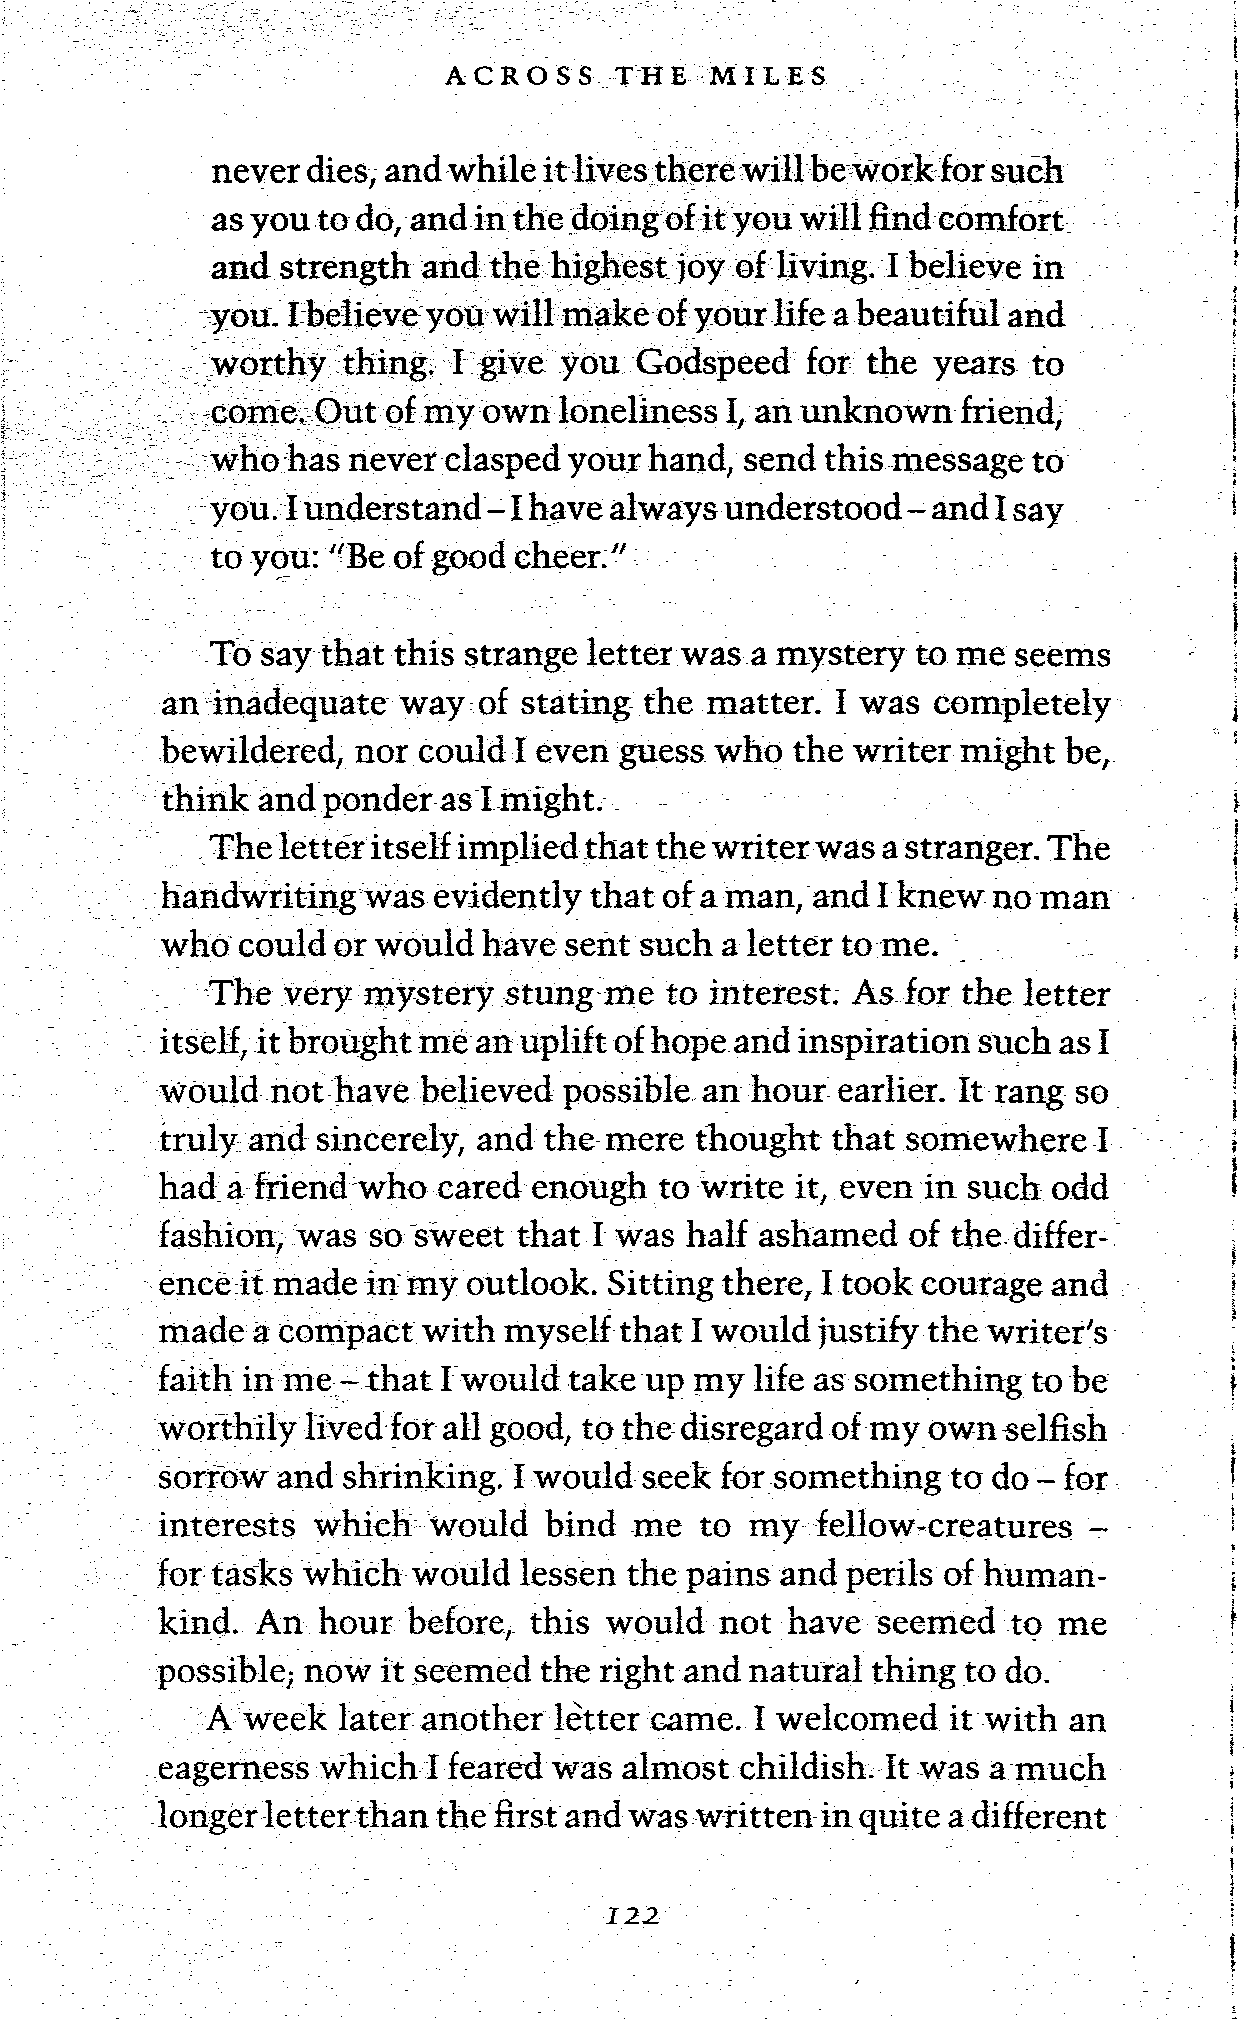 ACROSS THE MILES
never dies, and while it lives there will be work for such
as you to do, and in the doing of it you will find comfort
and strength and the highest joy of living. I believe in
you. I believe you will make of your life a beautiful and
worthy thing. I give you Godspeed for the years to
come. Out of my own loneliness I, an unknown friend,
who has never clasped your hand, send this message to
you. I understand – I have always understood – and I say
to you: "Be of good cheer."
To say that this strange letter was a mystery to me seems
an inadequate way of stating the matter. I was completely
bewildered, nor could I even guess who the writer might be,
think and ponder as I might.
The letter itself implied that the writer was a stranger. The
handwriting was evidently that of a man, and I knew no man
who could or would have sent such a letter to me.
The very mystery stung me to interest. As for the letter
itself, it brought me an uplift of hope and inspiration such as I
would not have believed possible an hour earlier. It rang so
truly and sincerely, and the mere thought that somewhere I
had a friend who cared enough to write it, even in such odd
fashion, was so sweet that I was half ashamed of the differ-
ence it made in my outlook. Sitting there, I took courage and
made a compact with myself that I would justify the writer's
faith in me – that I would take up my life as something to be
worthily lived for all good, to the disregard of my own selfish
sorrow and shrinking. I would seek for something to do – for
interests which would bind me to my fellow-creatures –
for tasks which would lessen the pains and perils of human-
kind. An hour before, this would not have seemed to me
possible; now it seemed the right and natural thing to do.
A week later another letter came. I welcomed it with an
eagerness which I feared was almost childish. It was a much
longer letter than the first and was written in quite a different
122